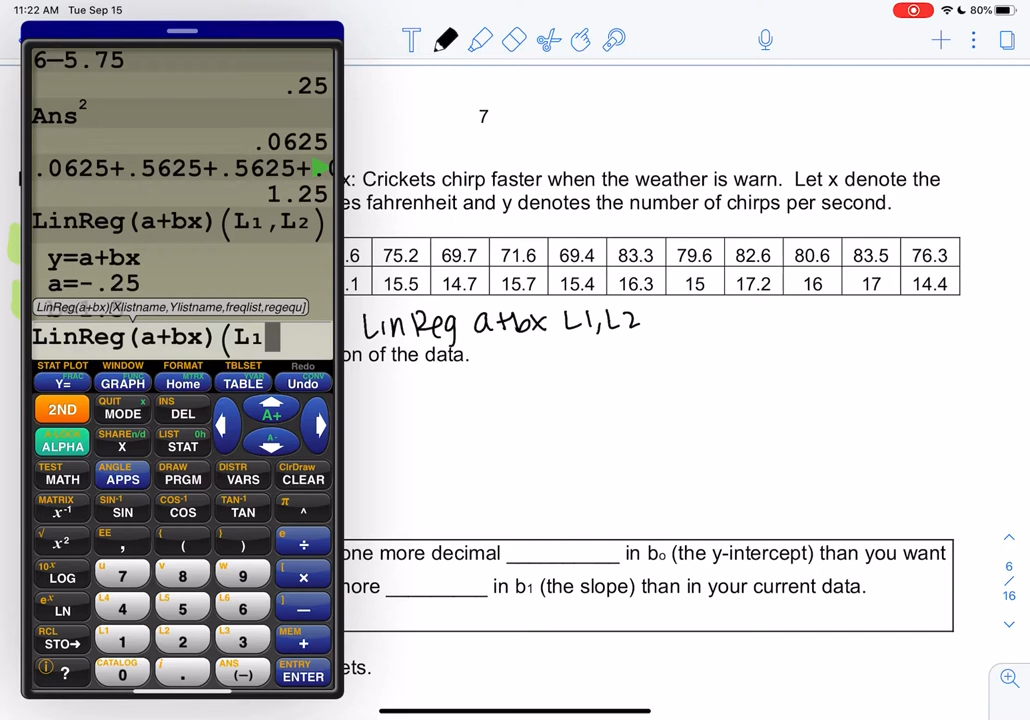 11:22 AM Tue Sep 15
80%
6−5.75
.25
Ans²
.0625
.0625+.5625+.5625+
1.25
LinReg(a+bx)(L₁,L₂)
y=a+bx
a=-.25
LinReg(a+bx)[Xlistname,Ylistname,freqlist,regequ]
LinReg(a+bx)(L₁
STAT PLOT WINDOW FORMAT TBLSET Redo
Y= GRAPH Home TABLE Undo
QUIT x INS
2ND MODE DEL A+
SHARE n/d LIST 0h A-
ALPHA X STAT
TEST ANGLE DRAW DISTR ClrDraw
MATH APPS PRGM VARS CLEAR
MATRIX SIN⁻¹ COS⁻¹ TAN⁻¹ π
x⁻¹ SIN COS TAN ^
√ EE { } e
x² , ( ) ÷
10ˣ u v w [
LOG 7 8 9 ×
eˣ L4 L5 L6 ]
LN 4 5 6 −
RCL L1 L2 L3 MEM
STO→ 1 2 3 +
CATALOG i ANS ENTRY
? 0 . (−) ENTER
7
x: Crickets chirp faster when the weather is warn. Let x denote the
es fahrenheit and y denotes the number of chirps per second.
.6 75.2 69.7 71.6 69.4 83.3 79.6 82.6 80.6 83.5 76.3
.1 15.5 14.7 15.7 15.4 16.3 15 17.2 16 17 14.4
LinReg a+bx L1,L2
on of the data.
one more decimal __________ in b₀ (the y-intercept) than you want
more _________ in b₁ (the slope) than in your current data.
ets.
6
/
16
T